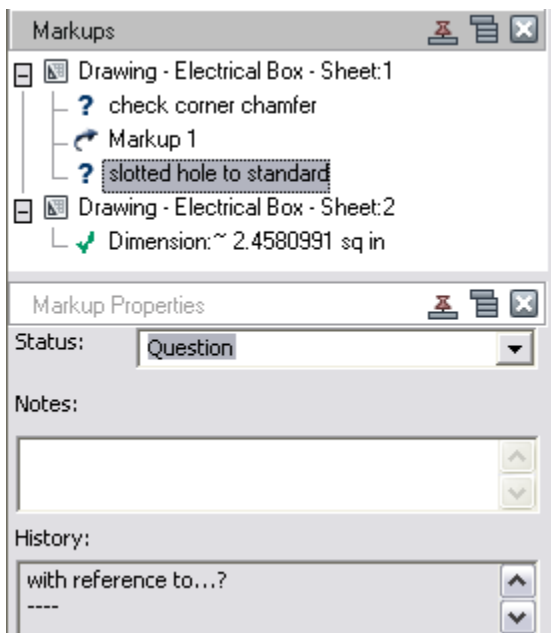 Markups
Drawing - Electrical Box - Sheet:1
? check corner chamfer
Markup 1
? slotted hole to standard
Drawing - Electrical Box - Sheet:2
Dimension:~ 2.4580991 sq in
Markup Properties
Status: Question
Notes:
History:
with reference to...?
----